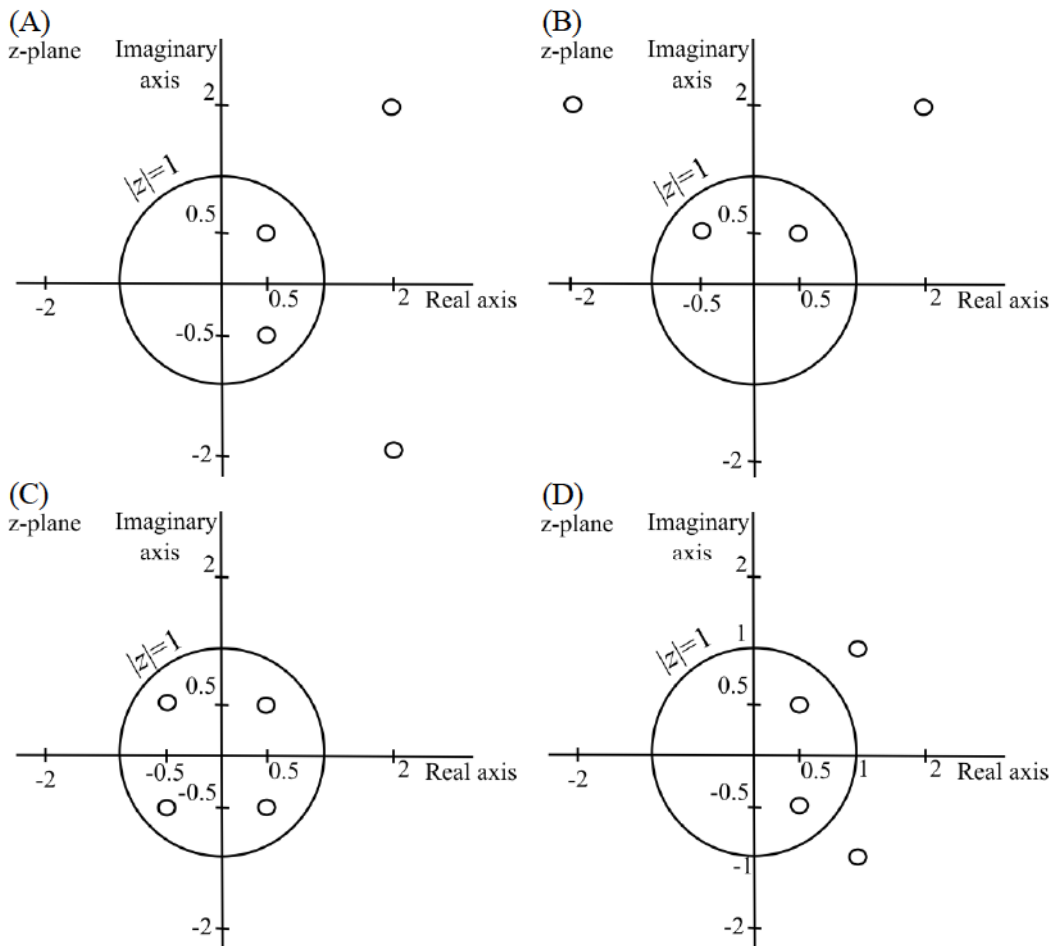 (A)
z-plane
Imaginary
axis
2
|z|=1
0.5
-2
0.5
2
Real axis
-0.5
-2
(B)
z-plane
Imaginary
axis
2
|z|=1
0.5
-2
-0.5
0.5
2
Real axis
-2
(C)
z-plane
Imaginary
axis
2
|z|=1
0.5
-2
-0.5
0.5
2
Real axis
-0.5
-2
(D)
z-plane
Imaginary
axis
2
|z|=1
1
0.5
-2
0.5
1
2
Real axis
-0.5
-1
-2